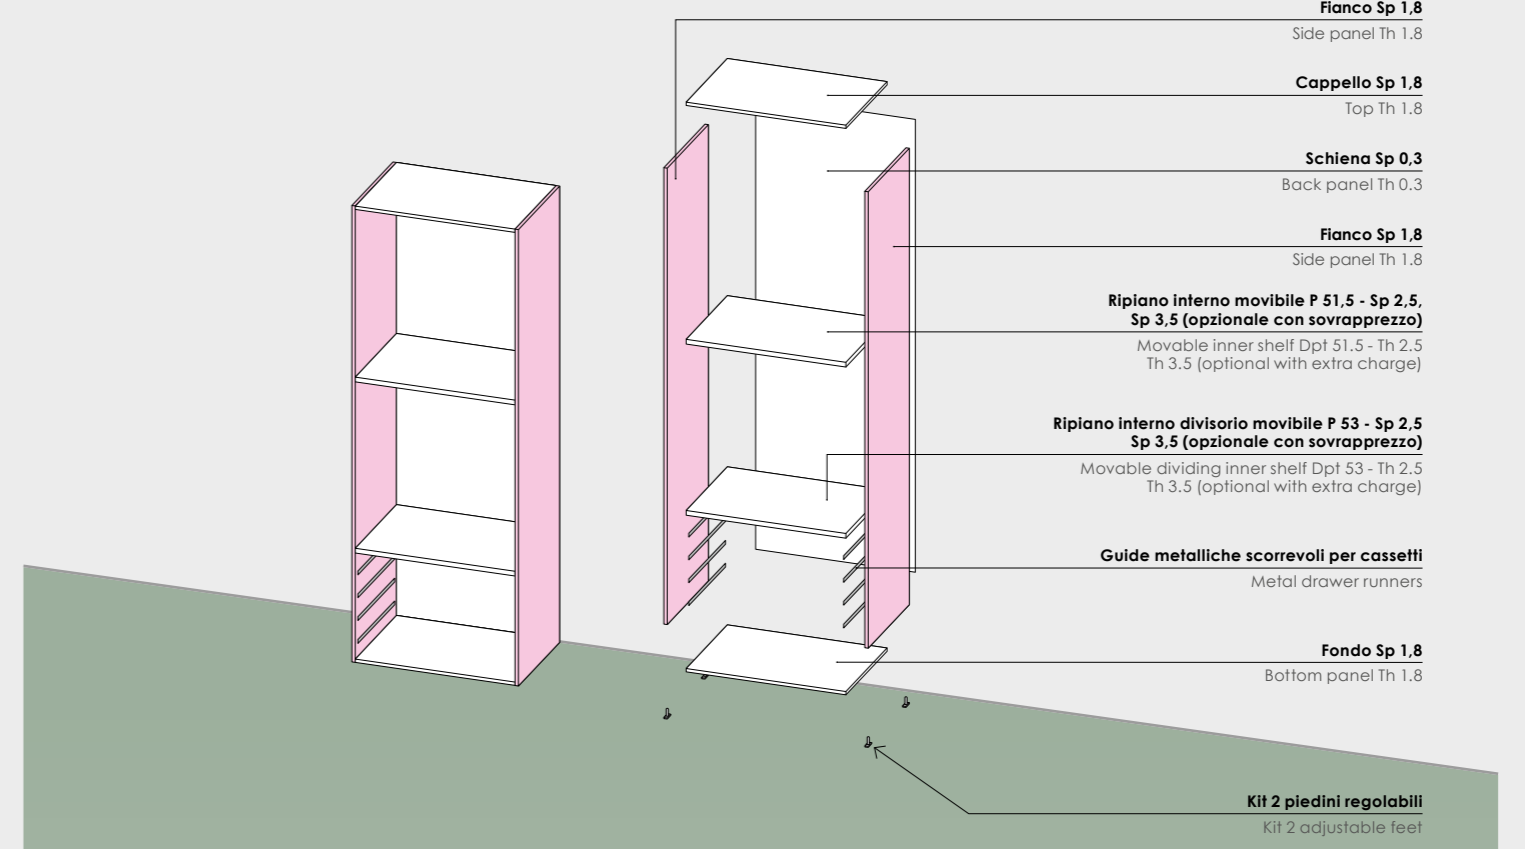 Fianco Sp 1,8
Side panel Th 1.8
Cappello Sp 1,8
Top Th 1.8
Schiena Sp 0,3
Back panel Th 0.3
Fianco Sp 1,8
Side panel Th 1.8
Ripiano interno movibile P 51,5 - Sp 2,5,
Sp 3,5 (opzionale con sovrapprezzo)
Movable inner shelf Dpt 51.5 - Th 2.5
Th 3.5 (optional with extra charge)
Ripiano interno divisorio movibile P 53 - Sp 2,5
Sp 3,5 (opzionale con sovrapprezzo)
Movable dividing inner shelf Dpt 53 - Th 2.5
Th 3.5 (optional with extra charge)
Guide metalliche scorrevoli per cassetti
Metal drawer runners
Fondo Sp 1,8
Bottom panel Th 1.8
Kit 2 piedini regolabili
Kit 2 adjustable feet